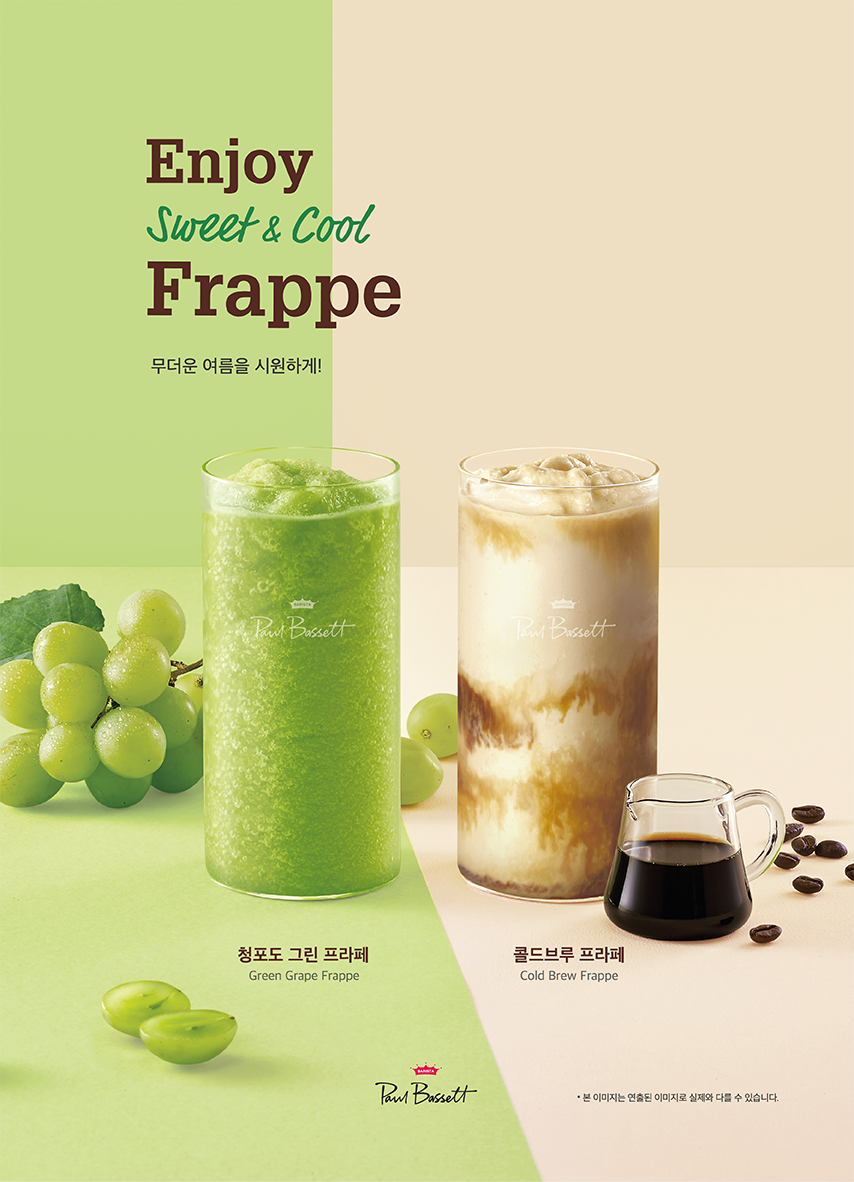 Enjoy
Sweet & Cool
Frappe
무더운 여름을 시원하게!
BARISTA
Paul Bassett
BARISTA
Paul Bassett
청포도 그린 프라페
Green Grape Frappe
콜드브루 프라페
Cold Brew Frappe
BARISTA
Paul Bassett
* 본 이미지는 연출된 이미지로 실제와 다를 수 있습니다.